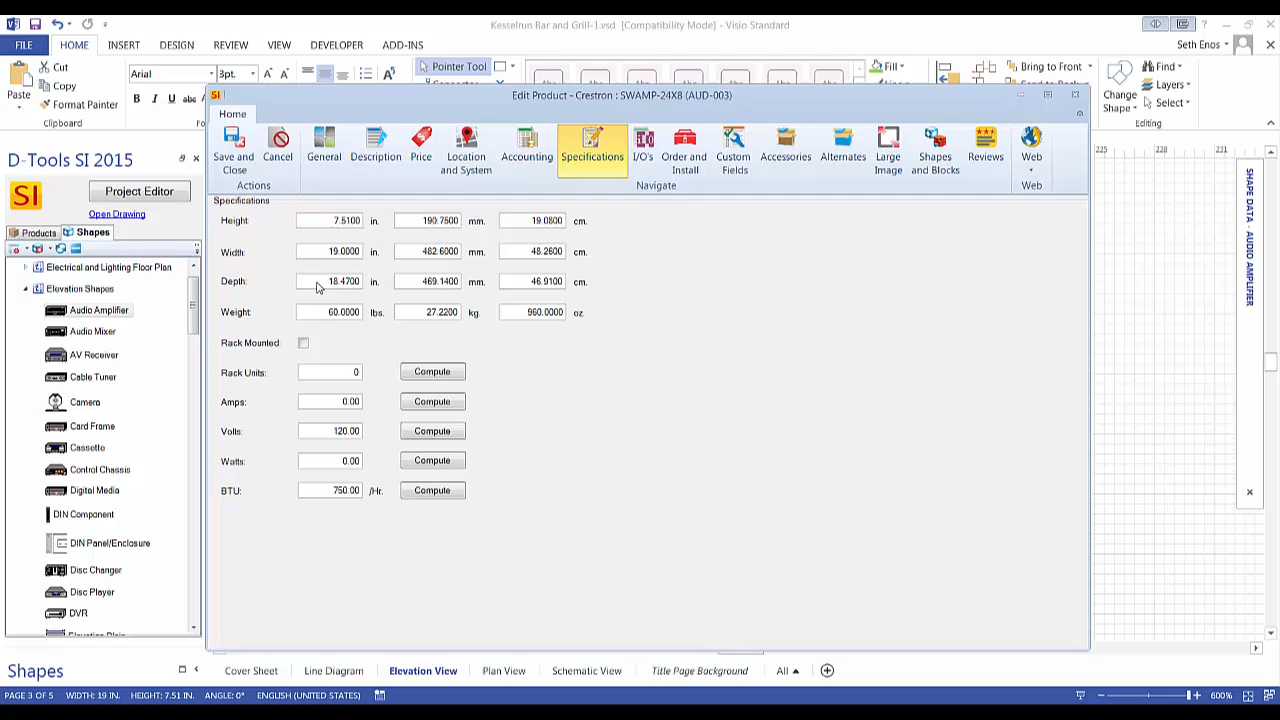 Kesselrun Bar and Grill-1.vsd [Compatibility Mode] - Visio Standard
FILE HOME INSERT DESIGN REVIEW VIEW DEVELOPER ADD-INS
Seth Enos
Paste
Cut
Copy
Format Painter
Clipboard
Arial 3pt.
B I U abc
Pointer Tool
Fill
Bring to Front
Change Shape
Find
Layers
Select
Editing
D-Tools SI 2015
SI Project Editor
Open Drawing
Products Shapes
Electrical and Lighting Floor Plan
Elevation Shapes
Audio Amplifier
Audio Mixer
AV Receiver
Cable Tuner
Camera
Card Frame
Cassette
Control Chassis
Digital Media
DIN Component
DIN Panel/Enclosure
Disc Changer
Disc Player
DVR
SI Edit Product - Crestron : SWAMP-24X8 (AUD-003)
Home
Save and Close
Cancel
General
Description
Price
Location and System
Accounting
Specifications
I/O's
Order and Install
Custom Fields
Accessories
Alternates
Large Image
Shapes and Blocks
Reviews
Web
Actions Navigate Web
Specifications
Height: 7.5100 in. 190.7500 mm. 19.0800 cm.
Width: 19.0000 in. 482.6000 mm. 48.2600 cm.
Depth: 18.4700 in. 469.1400 mm. 46.9100 cm.
Weight: 60.0000 lbs. 27.2200 kg. 960.0000 oz.
Rack Mounted:
Rack Units: 0 Compute
Amps: 0.00 Compute
Volts: 120.00 Compute
Watts: 0.00 Compute
BTU: 750.00 /Hr. Compute
225 228 231
SHAPE DATA - AUDIO AMPLIFIER
Shapes
Cover Sheet Line Diagram Elevation View Plan View Schematic View Title Page Background All
PAGE 3 OF 5 WIDTH: 19 IN. HEIGHT: 7.51 IN. ANGLE: 0° ENGLISH (UNITED STATES) 600%